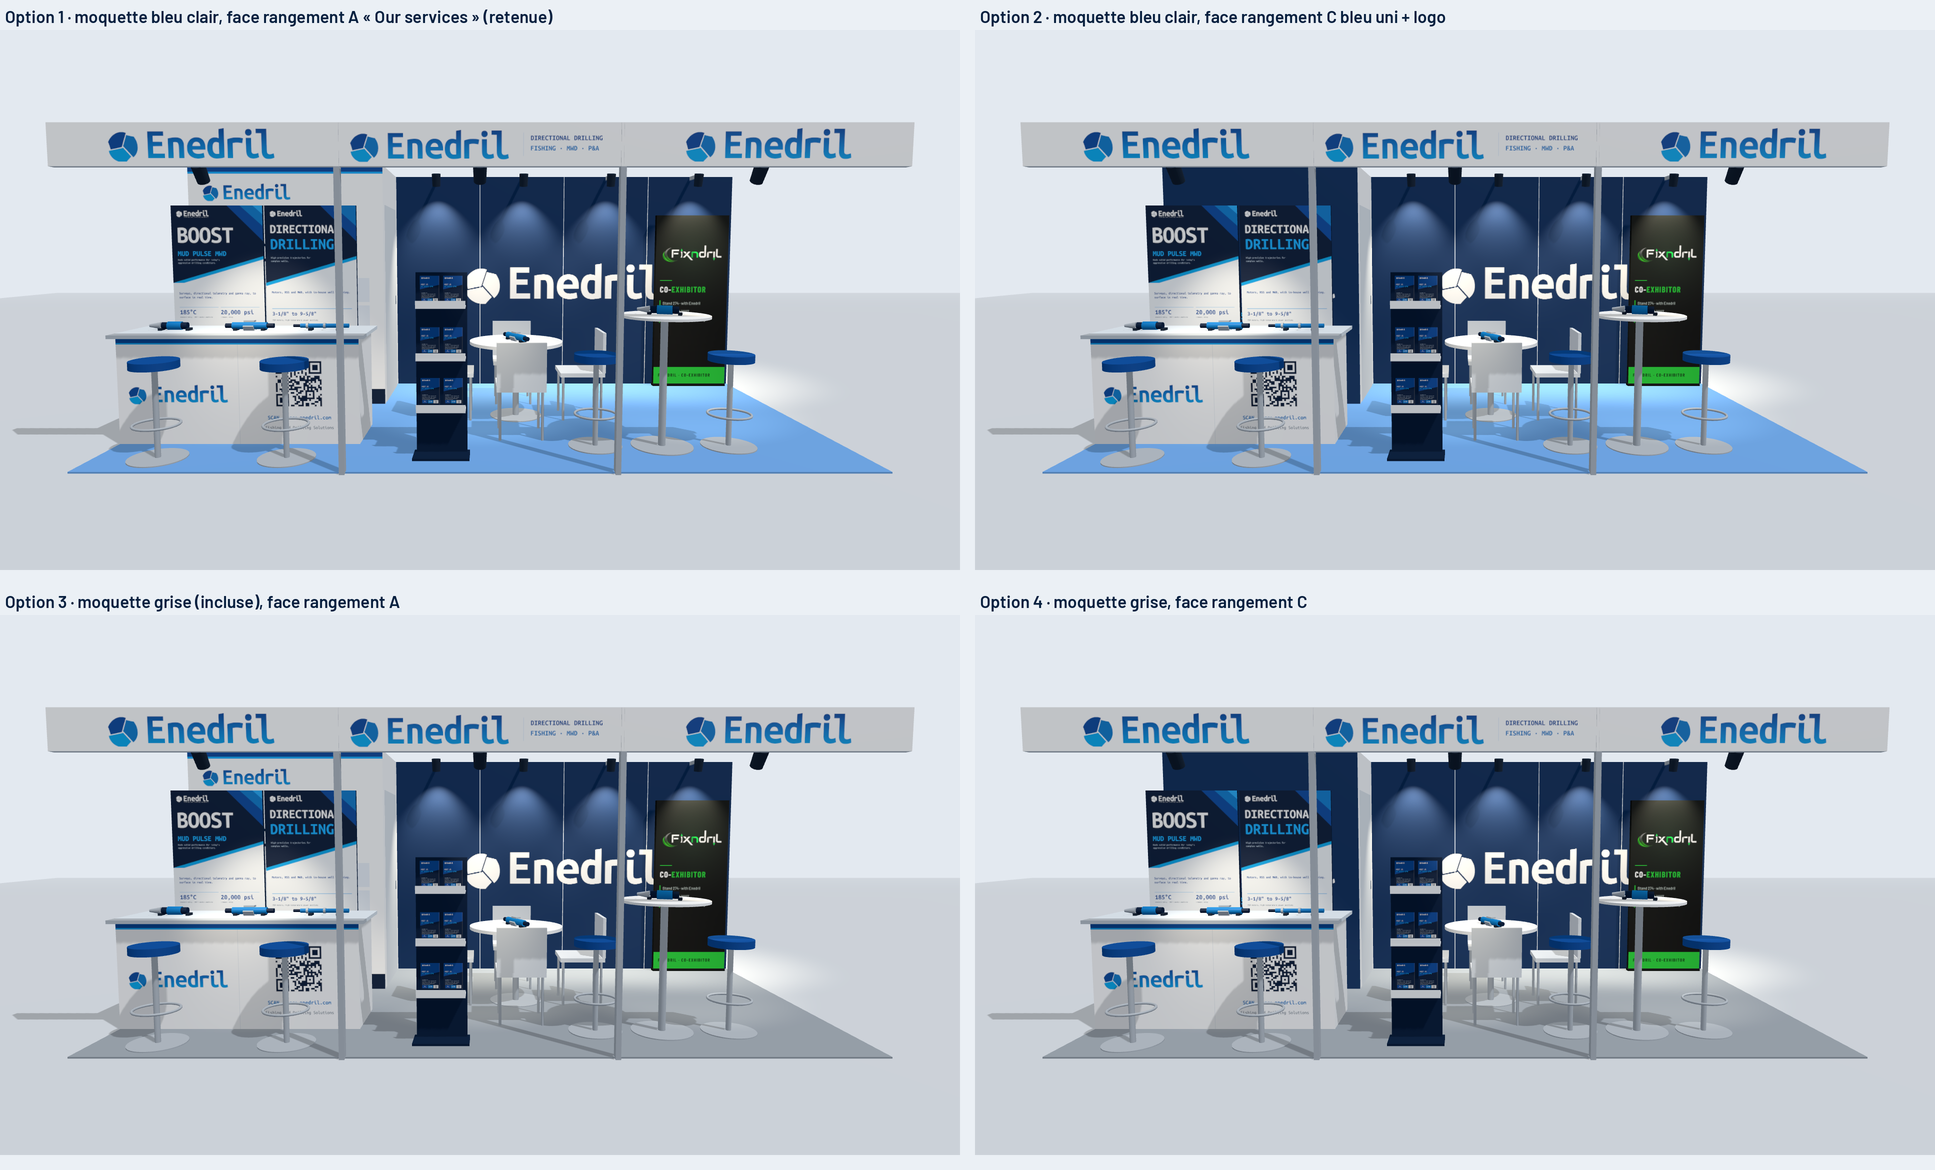 Option 1 · moquette bleu clair, face rangement A « Our services » (retenue)
Enedril
Enedril
DIRECTIONAL DRILLING
FISHING - MWD - P&A
Enedril
Enedril
Enedril
BOOST
MUD PULSE MWD
185°C
20,000 psi
Enedril
DIRECTIONA
DRILLING
3-1/8" to 9-5/8"
Enedril
Fixndril
CO-EXHIBITOR
Enedril
Option 2 · moquette bleu clair, face rangement C bleu uni + logo
Enedril
Enedril
DIRECTIONAL DRILLING
FISHING - MWD - P&A
Enedril
Enedril
BOOST
MUD PULSE MWD
185°C
20,000 psi
Enedril
DIRECTIONA
DRILLING
3-1/8" to 9-5/8"
Enedril
Fixndril
CO-EXHIBITOR
Enedril
Option 3 · moquette grise (incluse), face rangement A
Enedril
Enedril
DIRECTIONAL DRILLING
FISHING - MWD - P&A
Enedril
Enedril
Enedril
BOOST
MUD PULSE MWD
185°C
20,000 psi
Enedril
DIRECTIONA
DRILLING
3-1/8" to 9-5/8"
Enedril
Fixndril
CO-EXHIBITOR
Enedril
Option 4 · moquette grise, face rangement C
Enedril
Enedril
DIRECTIONAL DRILLING
FISHING - MWD - P&A
Enedril
Enedril
BOOST
MUD PULSE MWD
185°C
20,000 psi
Enedril
DIRECTIONA
DRILLING
3-1/8" to 9-5/8"
Enedril
Fixndril
CO-EXHIBITOR
Enedril